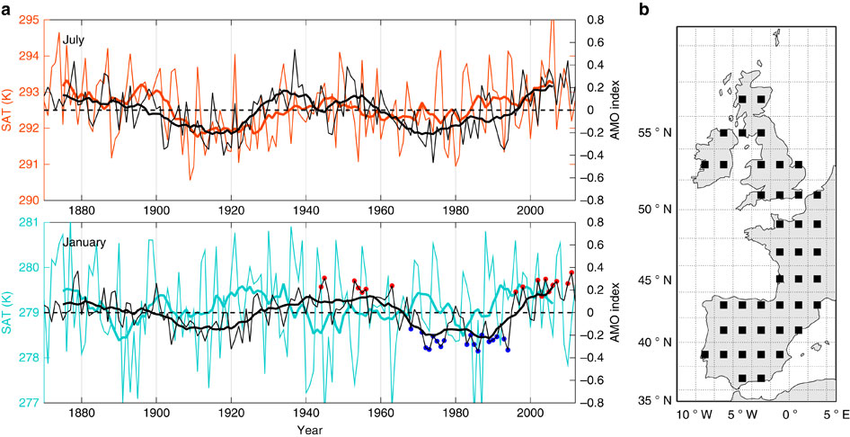 a
b
July
SAT (K)
295
294
293
292
291
290
AMO index
0.8
0.6
0.4
0.2
0
−0.2
−0.4
−0.6
−0.8
1880 1900 1920 1940 1960 1980 2000
January
SAT (K)
281
280
279
278
277
AMO index
0.8
0.6
0.4
0.2
0
−0.2
−0.4
−0.6
−0.8
1880 1900 1920 1940 1960 1980 2000
Year
55 ° N
50 ° N
45 ° N
40 ° N
35 ° N
10 ° W 5 ° W 0 ° 5 ° E